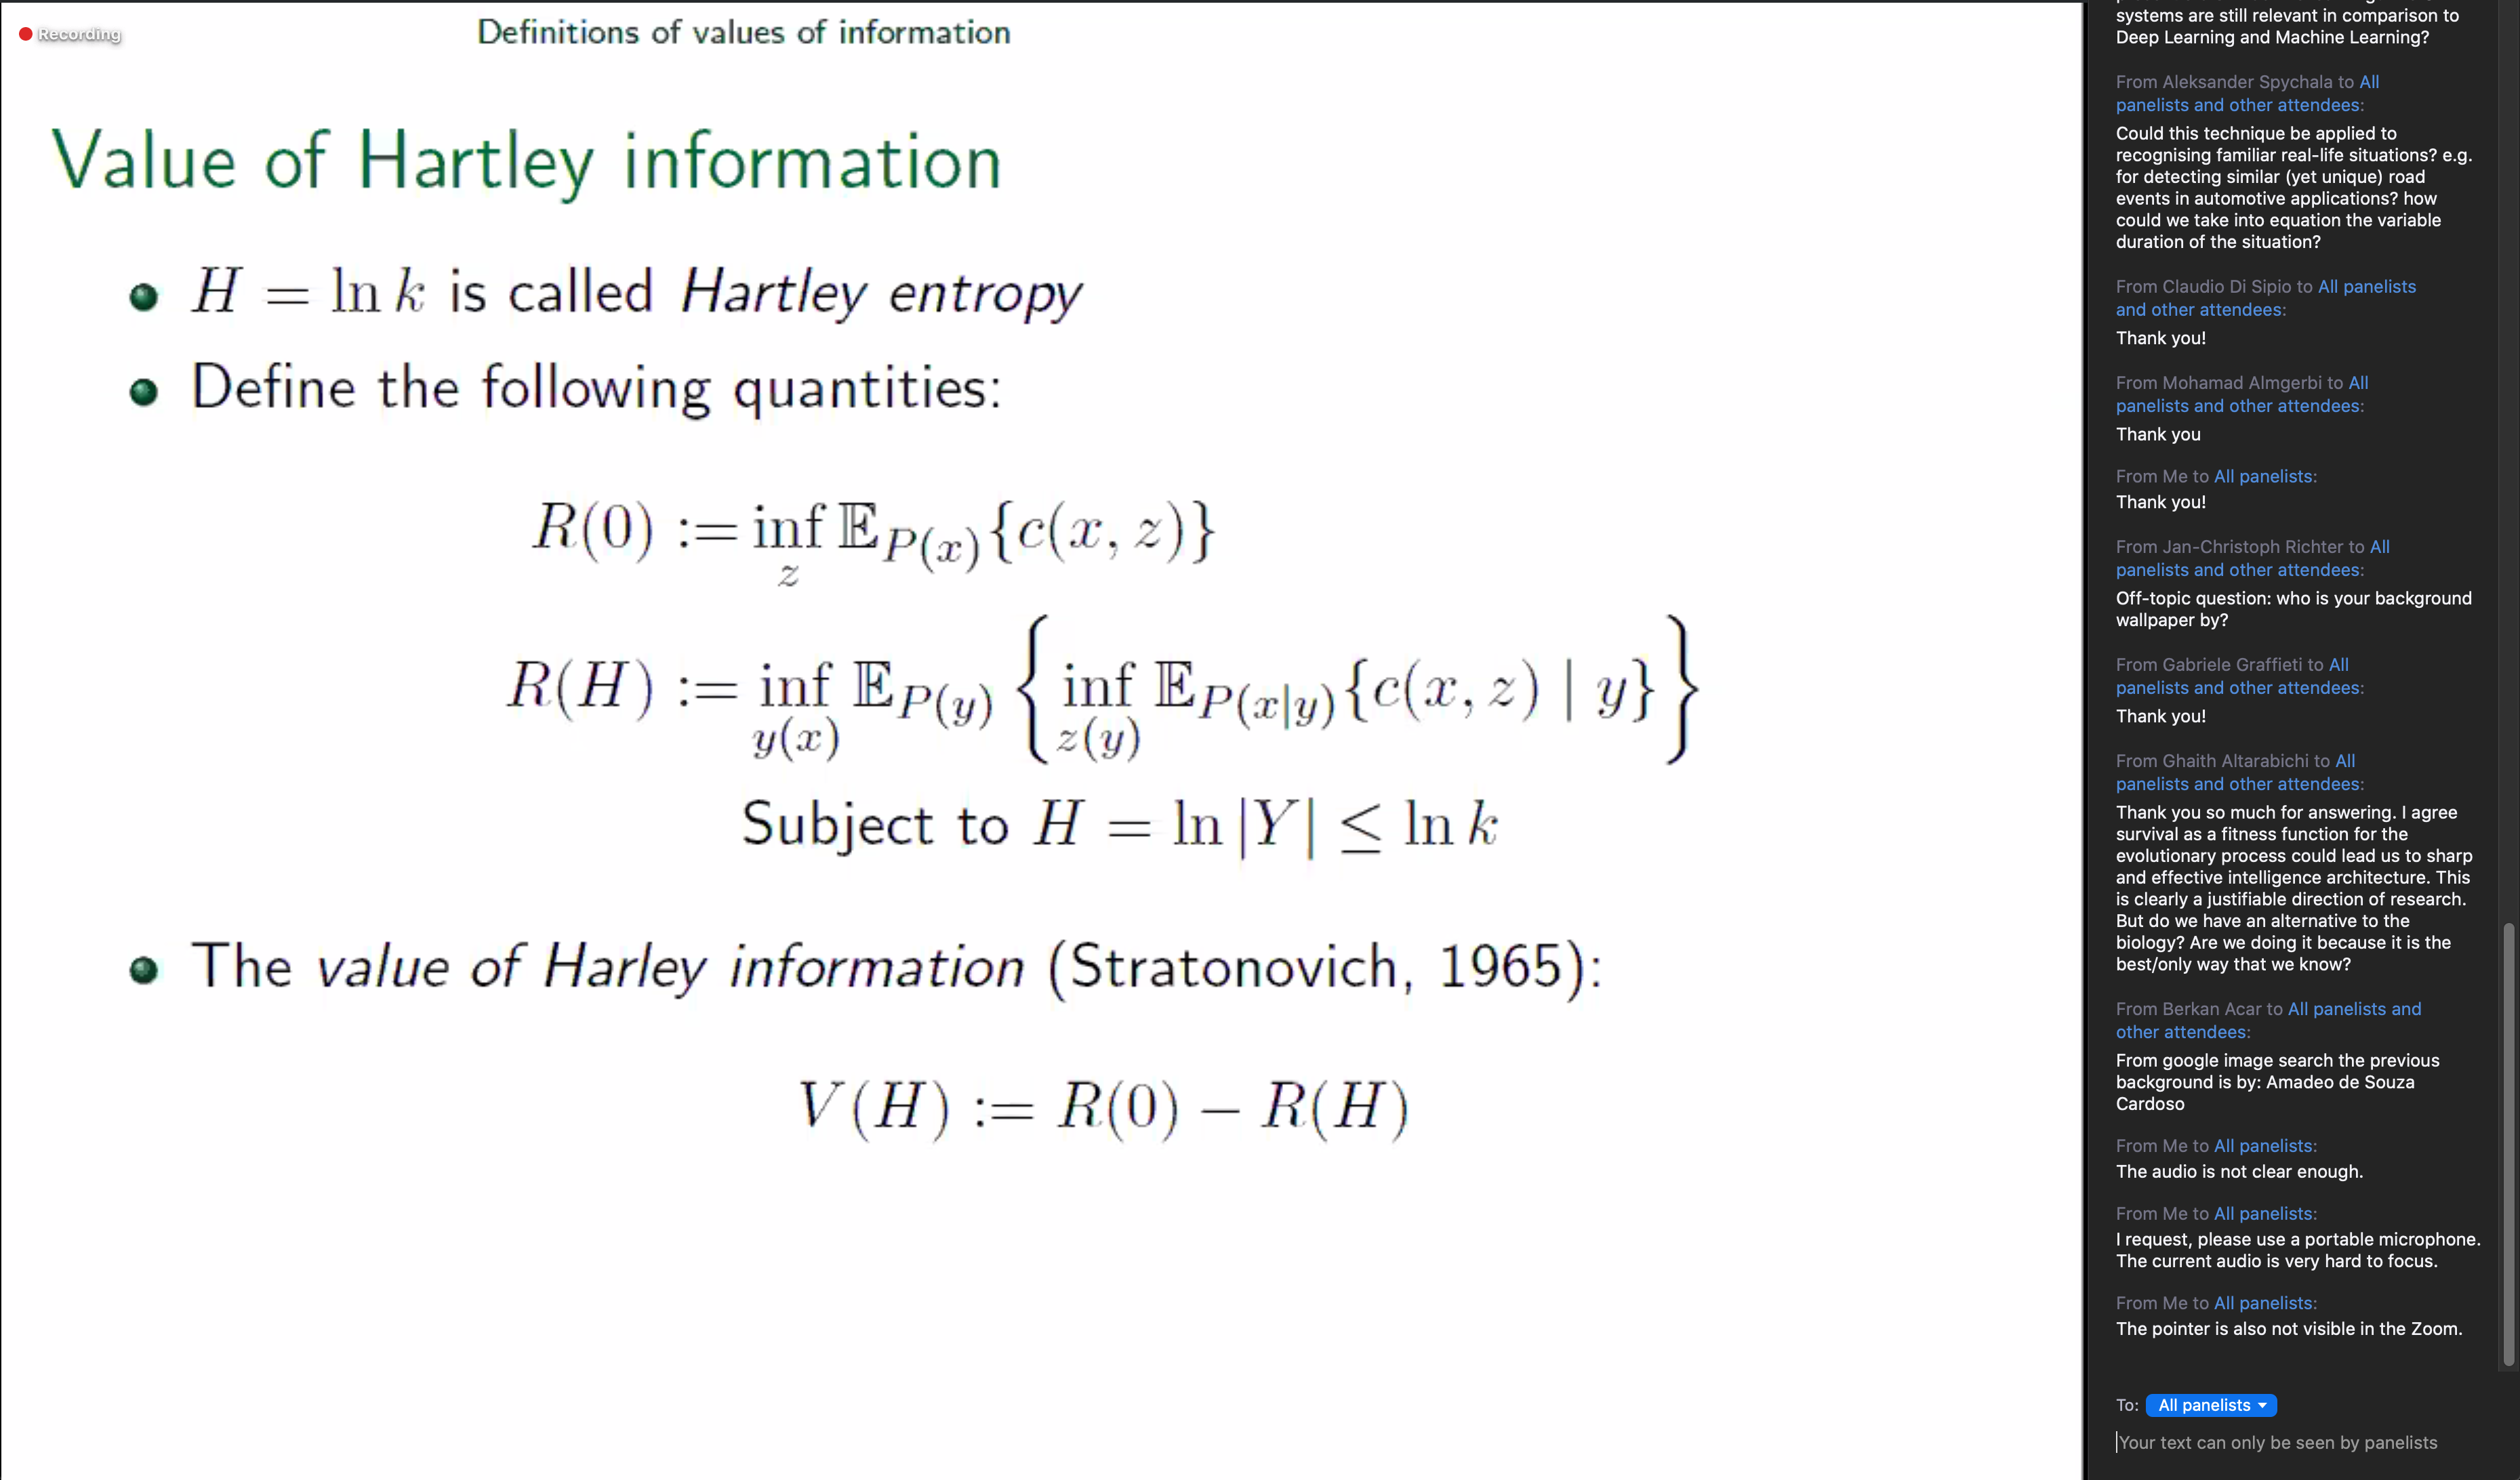 Recording
Definitions of values of information
Value of Hartley information
H = ln k is called Hartley entropy
Define the following quantities:
R(0) := inf_z 𝔼_{P(x)}{c(x, z)}
R(H) := inf_{y(x)} 𝔼_{P(y)} { inf_{z(y)} 𝔼_{P(x|y)}{c(x, z) | y} }
Subject to H = ln |Y| ≤ ln k
The value of Harley information (Stratonovich, 1965):
V(H) := R(0) − R(H)
systems are still relevant in comparison to
Deep Learning and Machine Learning?
From Aleksander Spychala to All
panelists and other attendees:
Could this technique be applied to
recognising familiar real-life situations? e.g.
for detecting similar (yet unique) road
events in automotive applications? how
could we take into equation the variable
duration of the situation?
From Claudio Di Sipio to All panelists
and other attendees:
Thank you!
From Mohamad Almgerbi to All
panelists and other attendees:
Thank you
From Me to All panelists:
Thank you!
From Jan-Christoph Richter to All
panelists and other attendees:
Off-topic question: who is your background
wallpaper by?
From Gabriele Graffieti to All
panelists and other attendees:
Thank you!
From Ghaith Altarabichi to All
panelists and other attendees:
Thank you so much for answering. I agree
survival as a fitness function for the
evolutionary process could lead us to sharp
and effective intelligence architecture. This
is clearly a justifiable direction of research.
But do we have an alternative to the
biology? Are we doing it because it is the
best/only way that we know?
From Berkan Acar to All panelists and
other attendees:
From google image search the previous
background is by: Amadeo de Souza
Cardoso
From Me to All panelists:
The audio is not clear enough.
From Me to All panelists:
I request, please use a portable microphone.
The current audio is very hard to focus.
From Me to All panelists:
The pointer is also not visible in the Zoom.
To: All panelists
Your text can only be seen by panelists